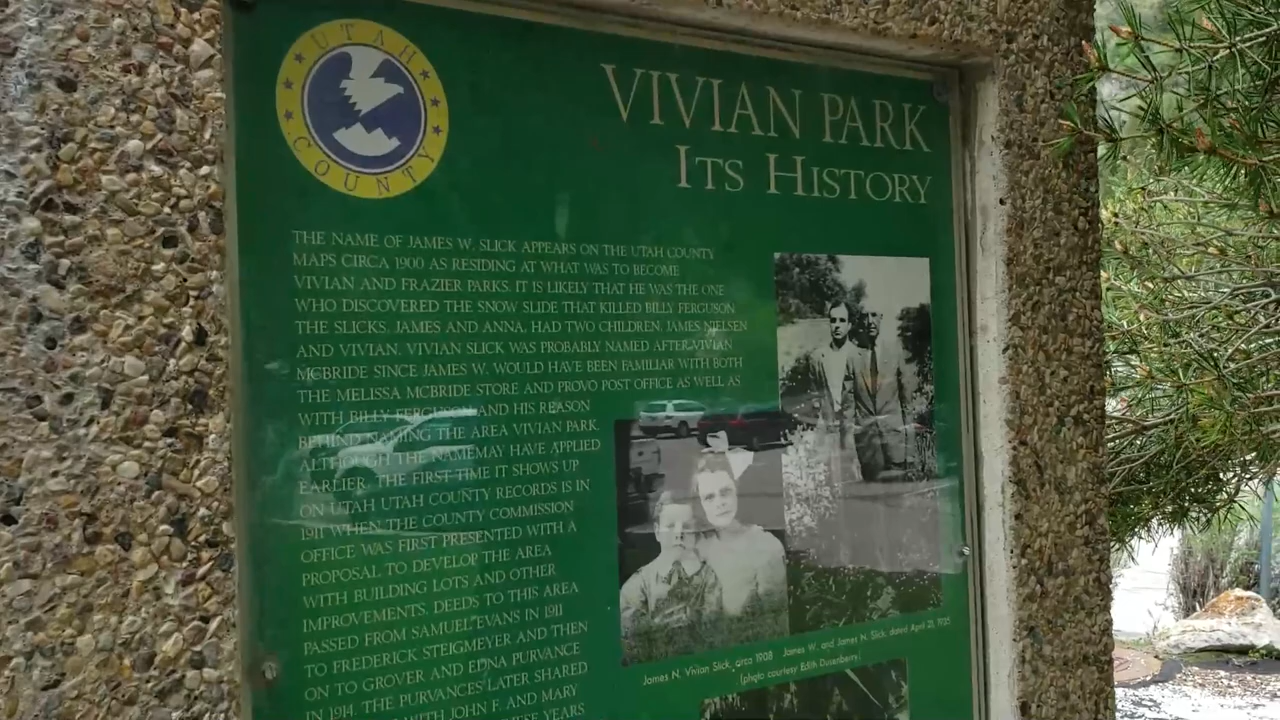 UTAH
COUNTY
VIVIAN PARK
ITS HISTORY
THE NAME OF JAMES W. SLICK APPEARS ON THE UTAH COUNTY
MAPS CIRCA 1900 AS RESIDING AT WHAT WAS TO BECOME
VIVIAN AND FRAZIER PARKS. IT IS LIKELY THAT HE WAS THE ONE
WHO DISCOVERED THE SNOW SLIDE THAT KILLED BILLY FERGUSON.
THE SLICKS, JAMES AND ANNA, HAD TWO CHILDREN, JAMES NIELSEN
AND VIVIAN. VIVIAN SLICK WAS PROBABLY NAMED AFTER VIVIAN
MCBRIDE SINCE JAMES W. WOULD HAVE BEEN FAMILIAR WITH BOTH
THE MELISSA MCBRIDE STORE AND PROVO POST OFFICE AS WELL AS
WITH BILLY FERGUSON AND HIS REASON
BEHIND NAMING THE AREA VIVIAN PARK.
ALTHOUGH THE NAMEMAY HAVE APPLIED
EARLIER, THE FIRST TIME IT SHOWS UP
ON UTAH UTAH COUNTY RECORDS IS IN
1911 WHEN THE COUNTY COMMISSION
OFFICE WAS FIRST PRESENTED WITH A
PROPOSAL TO DEVELOP THE AREA
WITH BUILDING LOTS AND OTHER
IMPROVEMENTS. DEEDS TO THIS AREA
PASSED FROM SAMUEL EVANS IN 1911
TO FREDERICK STEIGMEYER AND THEN
ON TO GROVER AND EDNA PURVANCE
IN 1914. THE PURVANCES LATER SHARED
WITH JOHN F. AND MARY
THESE YEARS
James N. Vivian Slick, circa 1908 James W. and James N. Slick, dated April 21, 1935
(photo courtesy Edith Dusenberry)